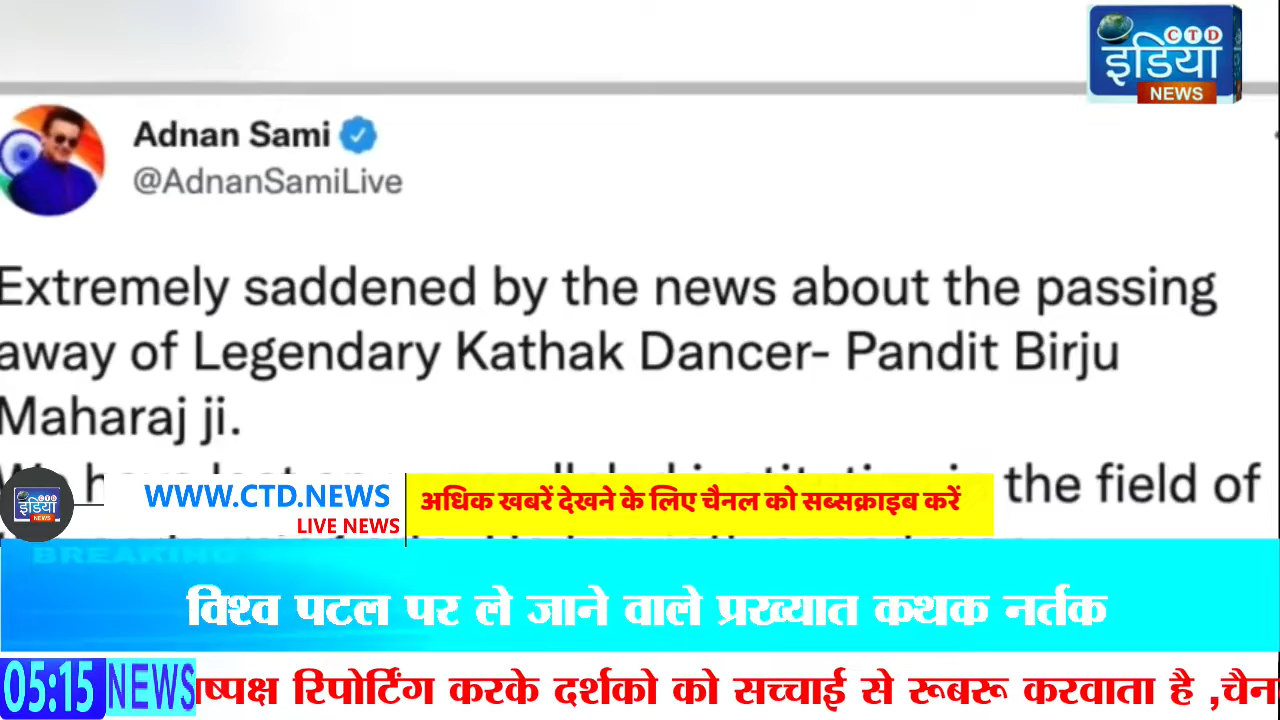 CTD
इंडिया
NEWS
Adnan Sami
@AdnanSamiLive
Extremely saddened by the news about the passing
away of Legendary Kathak Dancer- Pandit Birju
Maharaj ji.
the field of
CTD
इंडिया
NEWS
WWW.CTD.NEWS
LIVE NEWS
अधिक खबरें देखने के लिए चैनल को सब्सक्राइब करें
BREAKING
विश्व पटल पर ले जाने वाले प्रख्यात कथक नर्तक
05:15 NEWS
रिपोर्टिंग करके दर्शको को सच्चाई से रूबरू करवाता है ,चैन